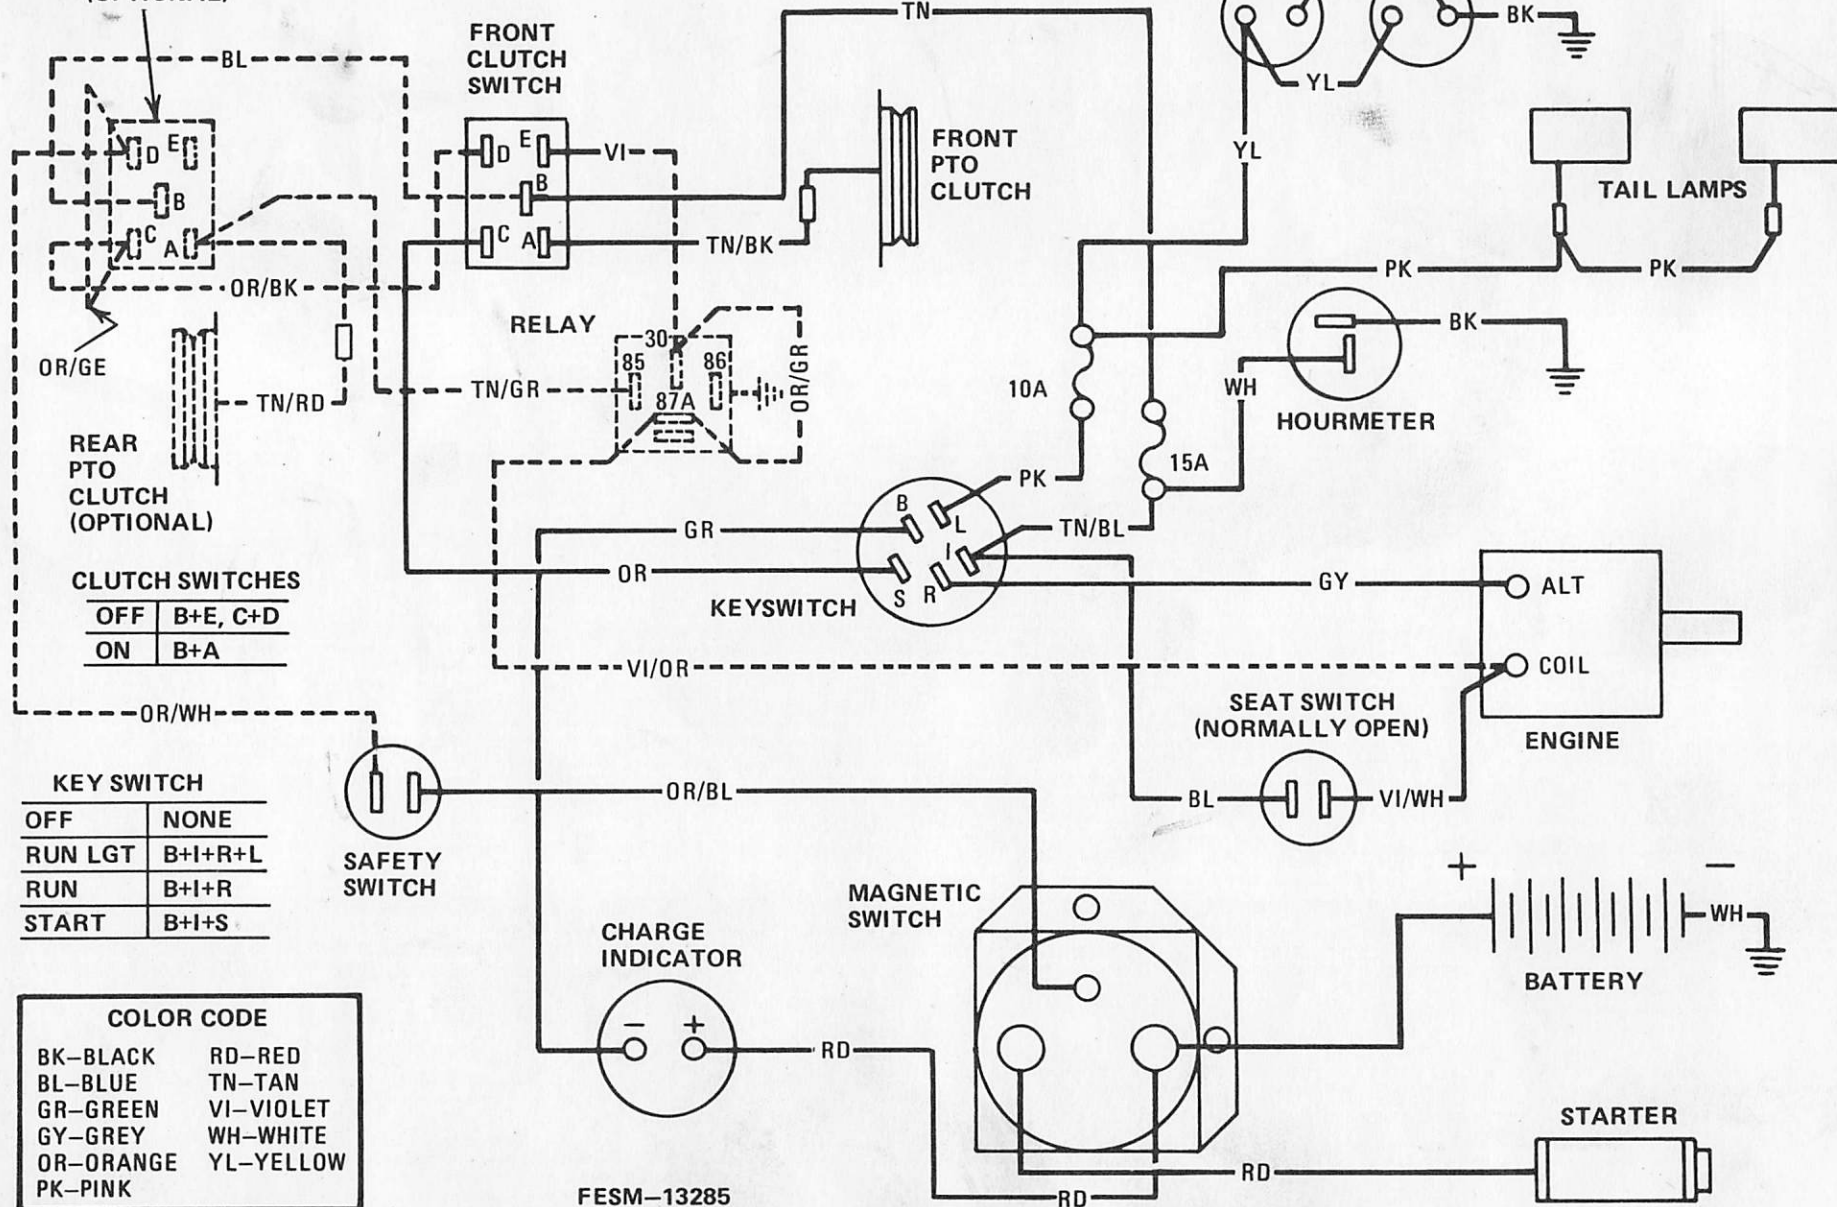 (OPTIONAL)
BL
FRONT
CLUTCH
SWITCH
TN
BK
YL
D
E
B
C
A
D
E
B
C
A
VI
FRONT
PTO
CLUTCH
YL
TAIL LAMPS
TN/BK
PK
PK
OR/BK
RELAY
30
85
86
87A
OR/GR
BK
OR/GE
TN/RD
TN/GR
10A
WH
HOURMETER
REAR
PTO
CLUTCH
(OPTIONAL)
15A
PK
B
L
I
S
R
TN/BL
GR
OR
KEYSWITCH
GY
ALT
COIL
ENGINE
CLUTCH SWITCHES
OFF B+E, C+D
ON B+A
VI/OR
SEAT SWITCH
(NORMALLY OPEN)
OR/WH
KEY SWITCH
OFF NONE
RUN LGT B+I+R+L
RUN B+I+R
START B+I+S
OR/BL
BL
VI/WH
SAFETY
SWITCH
MAGNETIC
SWITCH
+
−
WH
BATTERY
CHARGE
INDICATOR
−
+
RD
COLOR CODE
BK–BLACK RD–RED
BL–BLUE TN–TAN
GR–GREEN VI–VIOLET
GY–GREY WH–WHITE
OR–ORANGE YL–YELLOW
PK–PINK
STARTER
RD
RD
FESM–13285